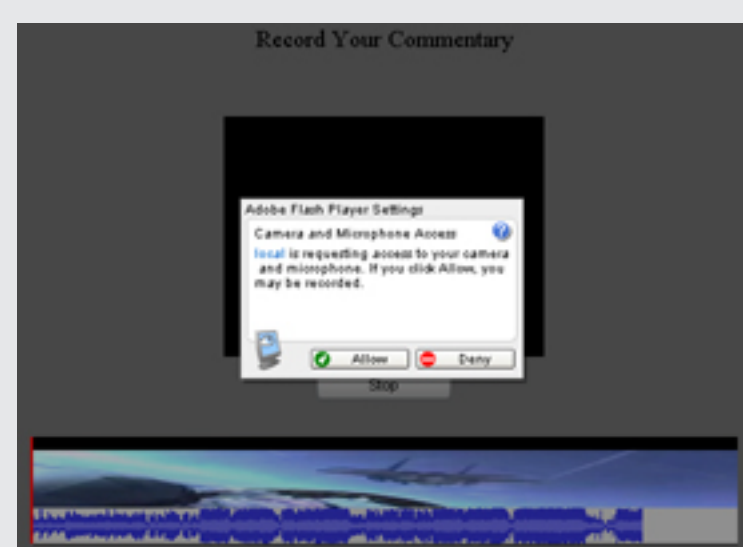 Record Your Commentary
Adobe Flash Player Settings
Camera and Microphone Access
local is requesting access to your camera
and microphone. If you click Allow, you
may be recorded.
Allow Deny
Stop